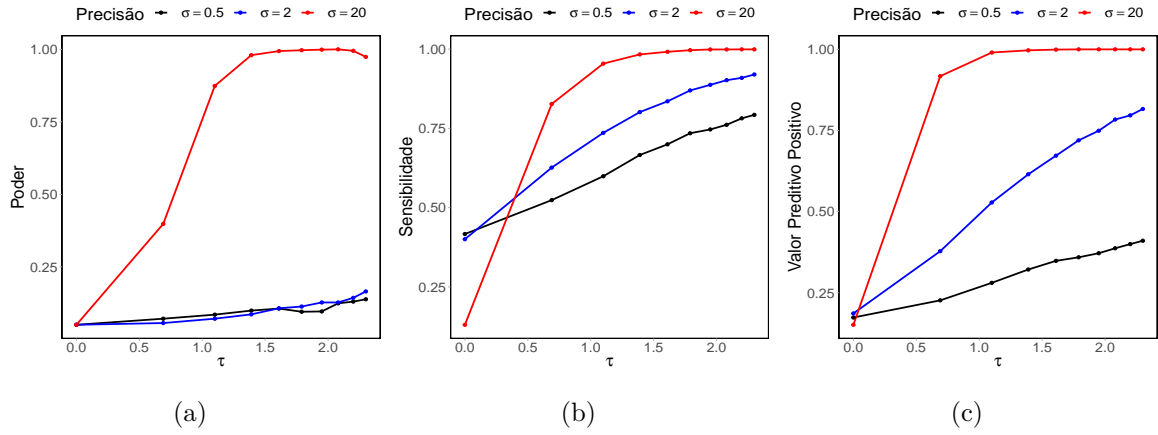 Precisão σ = 0.5 σ = 2 σ = 20
1.00
0.75
0.50
0.25
Poder
0.0 0.5 1.0 1.5 2.0
τ
(a)
Precisão σ = 0.5 σ = 2 σ = 20
1.00
0.75
0.50
0.25
Sensibilidade
0.0 0.5 1.0 1.5 2.0
τ
(b)
Precisão σ = 0.5 σ = 2 σ = 20
1.00
0.75
0.50
0.25
Valor Preditivo Positivo
0.0 0.5 1.0 1.5 2.0
τ
(c)